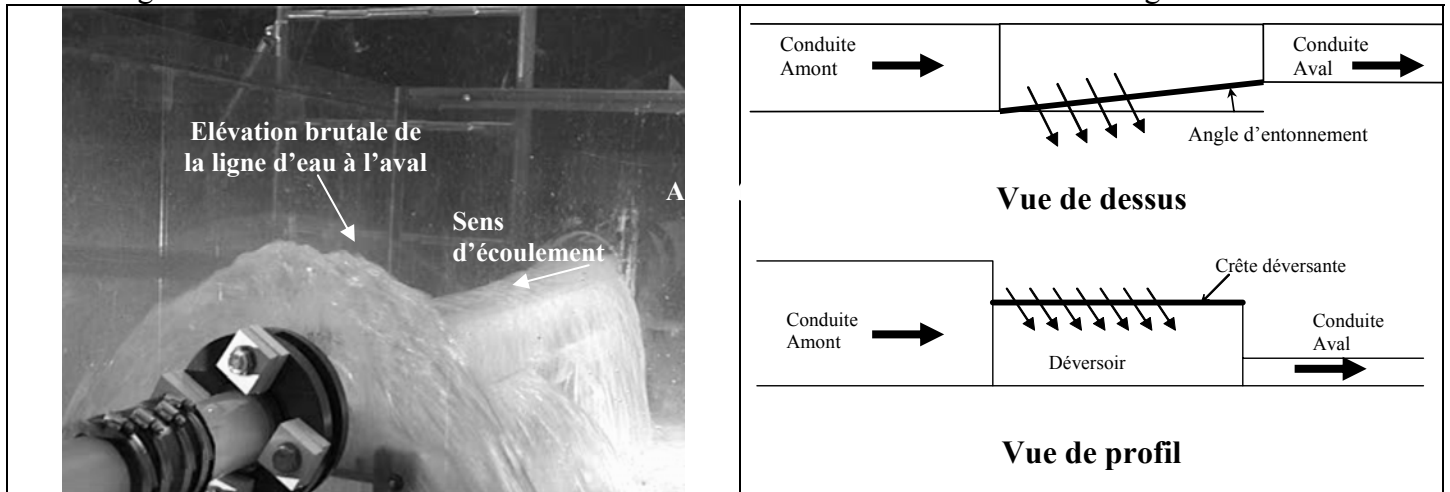 Elévation brutale de
la ligne d'eau à l'aval
Sens
d'écoulement
A
Conduite
Amont
Conduite
Aval
Angle d'entonnement
Vue de dessus
Crête déversante
Conduite
Amont
Conduite
Aval
Déversoir
Vue de profil